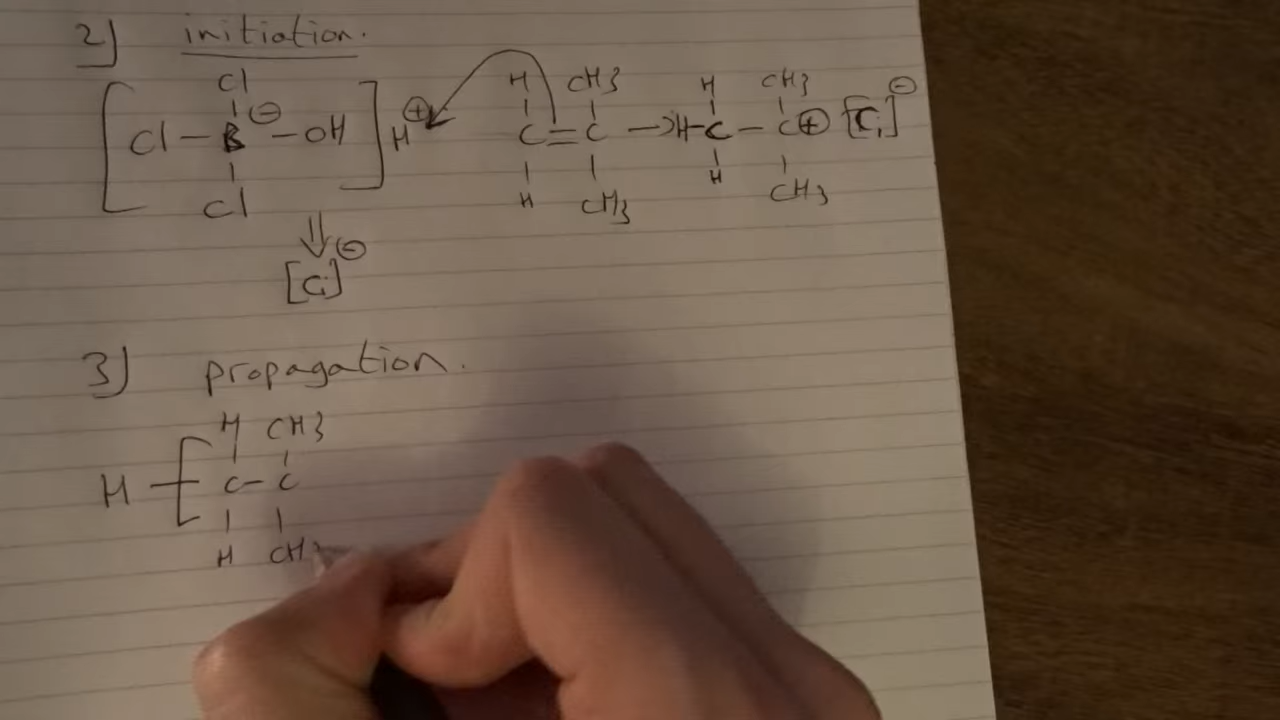 2) initiation.
Cl H CH3 H CH3
[Cl - B ⊖ - OH] H ⊕ C = C → H - C - C ⊕ [Ci] ⊖
Cl H CH3 H CH3
⇓
[Ci] ⊖
3) propagation.
H CH3
H - [C - C
H CH3